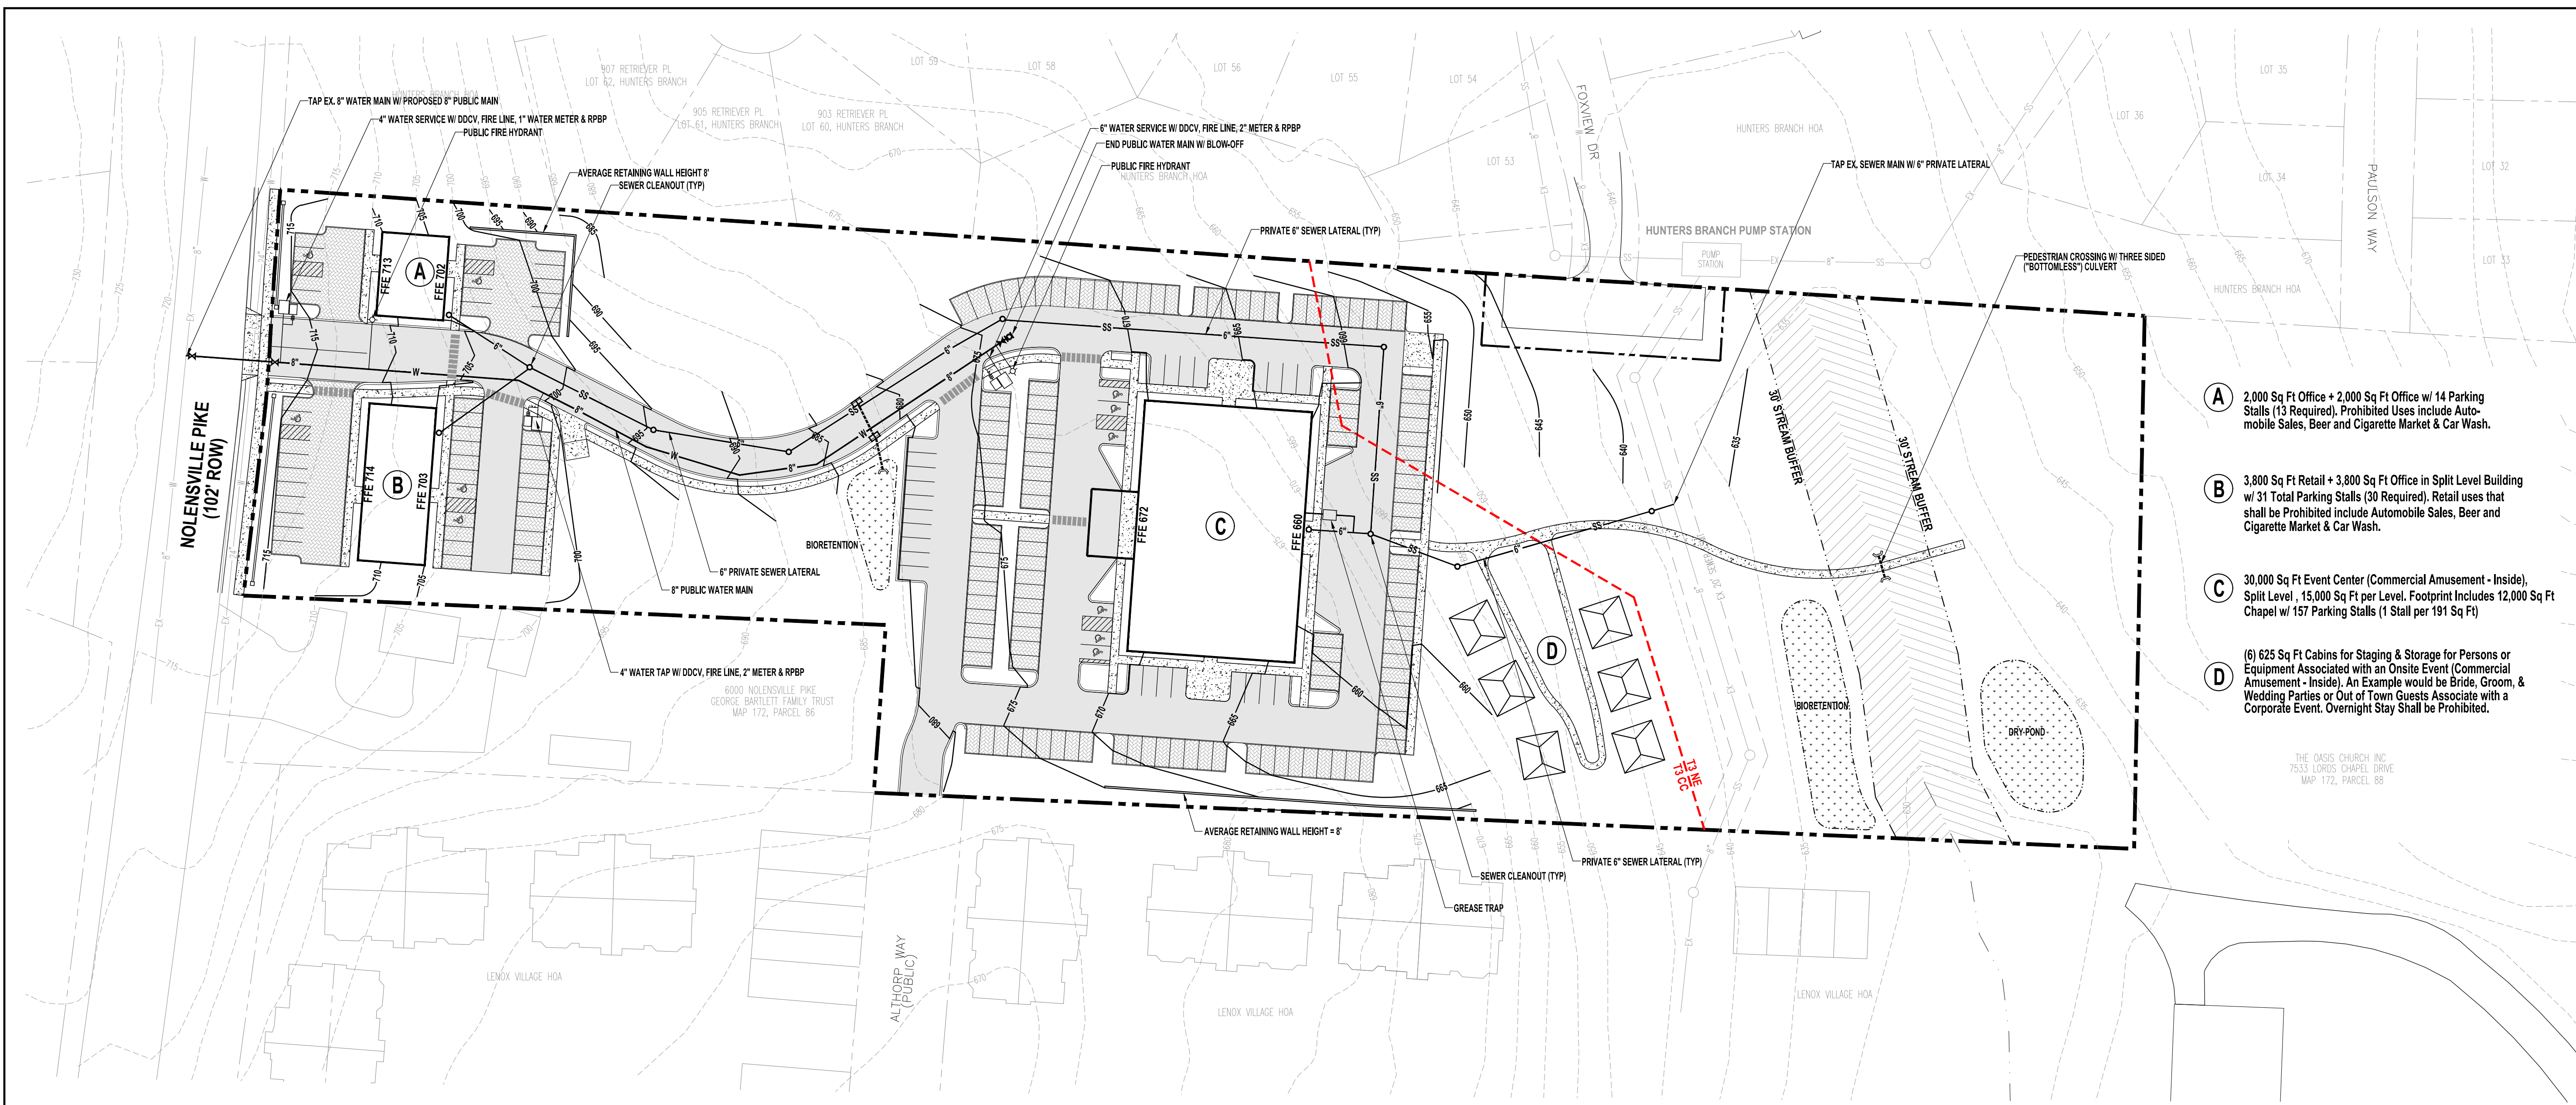 907 RETRIEVER PL
LOT 62, HUNTERS BRANCH
HUNTERS BRANCH HOA
905 RETRIEVER PL
LOT 61, HUNTERS BRANCH
903 RETRIEVER PL
LOT 60, HUNTERS BRANCH
LOT 59
LOT 58
LOT 56
LOT 55
LOT 54
LOT 53
FOXVIEW DR
HUNTERS BRANCH HOA
LOT 36
LOT 35
LOT 34
LOT 32
LOT 33
PAULSON WAY
HUNTERS BRANCH HOA
TAP EX. 8" WATER MAIN W/ PROPOSED 8" PUBLIC MAIN
4" WATER SERVICE W/ DDCV, FIRE LINE, 1" WATER METER & RPBP
PUBLIC FIRE HYDRANT
AVERAGE RETAINING WALL HEIGHT 8'
SEWER CLEANOUT (TYP)
6" WATER SERVICE W/ DDCV, FIRE LINE, 2" METER & RPBP
END PUBLIC WATER MAIN W/ BLOW-OFF
PUBLIC FIRE HYDRANT
HUNTERS BRANCH HOA
PRIVATE 6" SEWER LATERAL (TYP)
TAP EX. SEWER MAIN W/ 6" PRIVATE LATERAL
HUNTERS BRANCH PUMP STATION
PUMP
STATION
PEDESTRIAN CROSSING W/ THREE SIDED
("BOTTOMLESS") CULVERT
NOLENSVILLE PIKE
(102' ROW)
A
FFE 713
FFE 702
B
FFE 714
FFE 703
BIORETENTION
6" PRIVATE SEWER LATERAL
8" PUBLIC WATER MAIN
4" WATER TAP W/ DDCV, FIRE LINE, 2" METER & RPBP
6000 NOLENSVILLE PIKE
GEORGE BARTLETT FAMILY TRUST
MAP 172, PARCEL 86
C
FFE 672
FFE 660
D
T3 NE
T3 CC
30' STREAM BUFFER
30' STREAM BUFFER
BIORETENTION
DRY POND
AVERAGE RETAINING WALL HEIGHT = 8'
PRIVATE 6" SEWER LATERAL (TYP)
SEWER CLEANOUT (TYP)
GREASE TRAP
LENOX VILLAGE HOA
ALTHORP WAY
(PUBLIC)
LENOX VILLAGE HOA
LENOX VILLAGE HOA
A
2,000 Sq Ft Office + 2,000 Sq Ft Office w/ 14 Parking
Stalls (13 Required). Prohibited Uses include Auto-
mobile Sales, Beer and Cigarette Market & Car Wash.
B
3,800 Sq Ft Retail + 3,800 Sq Ft Office in Split Level Building
w/ 31 Total Parking Stalls (30 Required). Retail uses that
shall be Prohibited include Automobile Sales, Beer and
Cigarette Market & Car Wash.
C
30,000 Sq Ft Event Center (Commercial Amusement - Inside),
Split Level , 15,000 Sq Ft per Level. Footprint Includes 12,000 Sq Ft
Chapel w/ 157 Parking Stalls (1 Stall per 191 Sq Ft)
D
(6) 625 Sq Ft Cabins for Staging & Storage for Persons or
Equipment Associated with an Onsite Event (Commercial
Amusement - Inside). An Example would be Bride, Groom, &
Wedding Parties or Out of Town Guests Associate with a
Corporate Event. Overnight Stay Shall be Prohibited.
THE OASIS CHURCH INC
7533 LORDS CHAPEL DRIVE
MAP 172, PARCEL 88